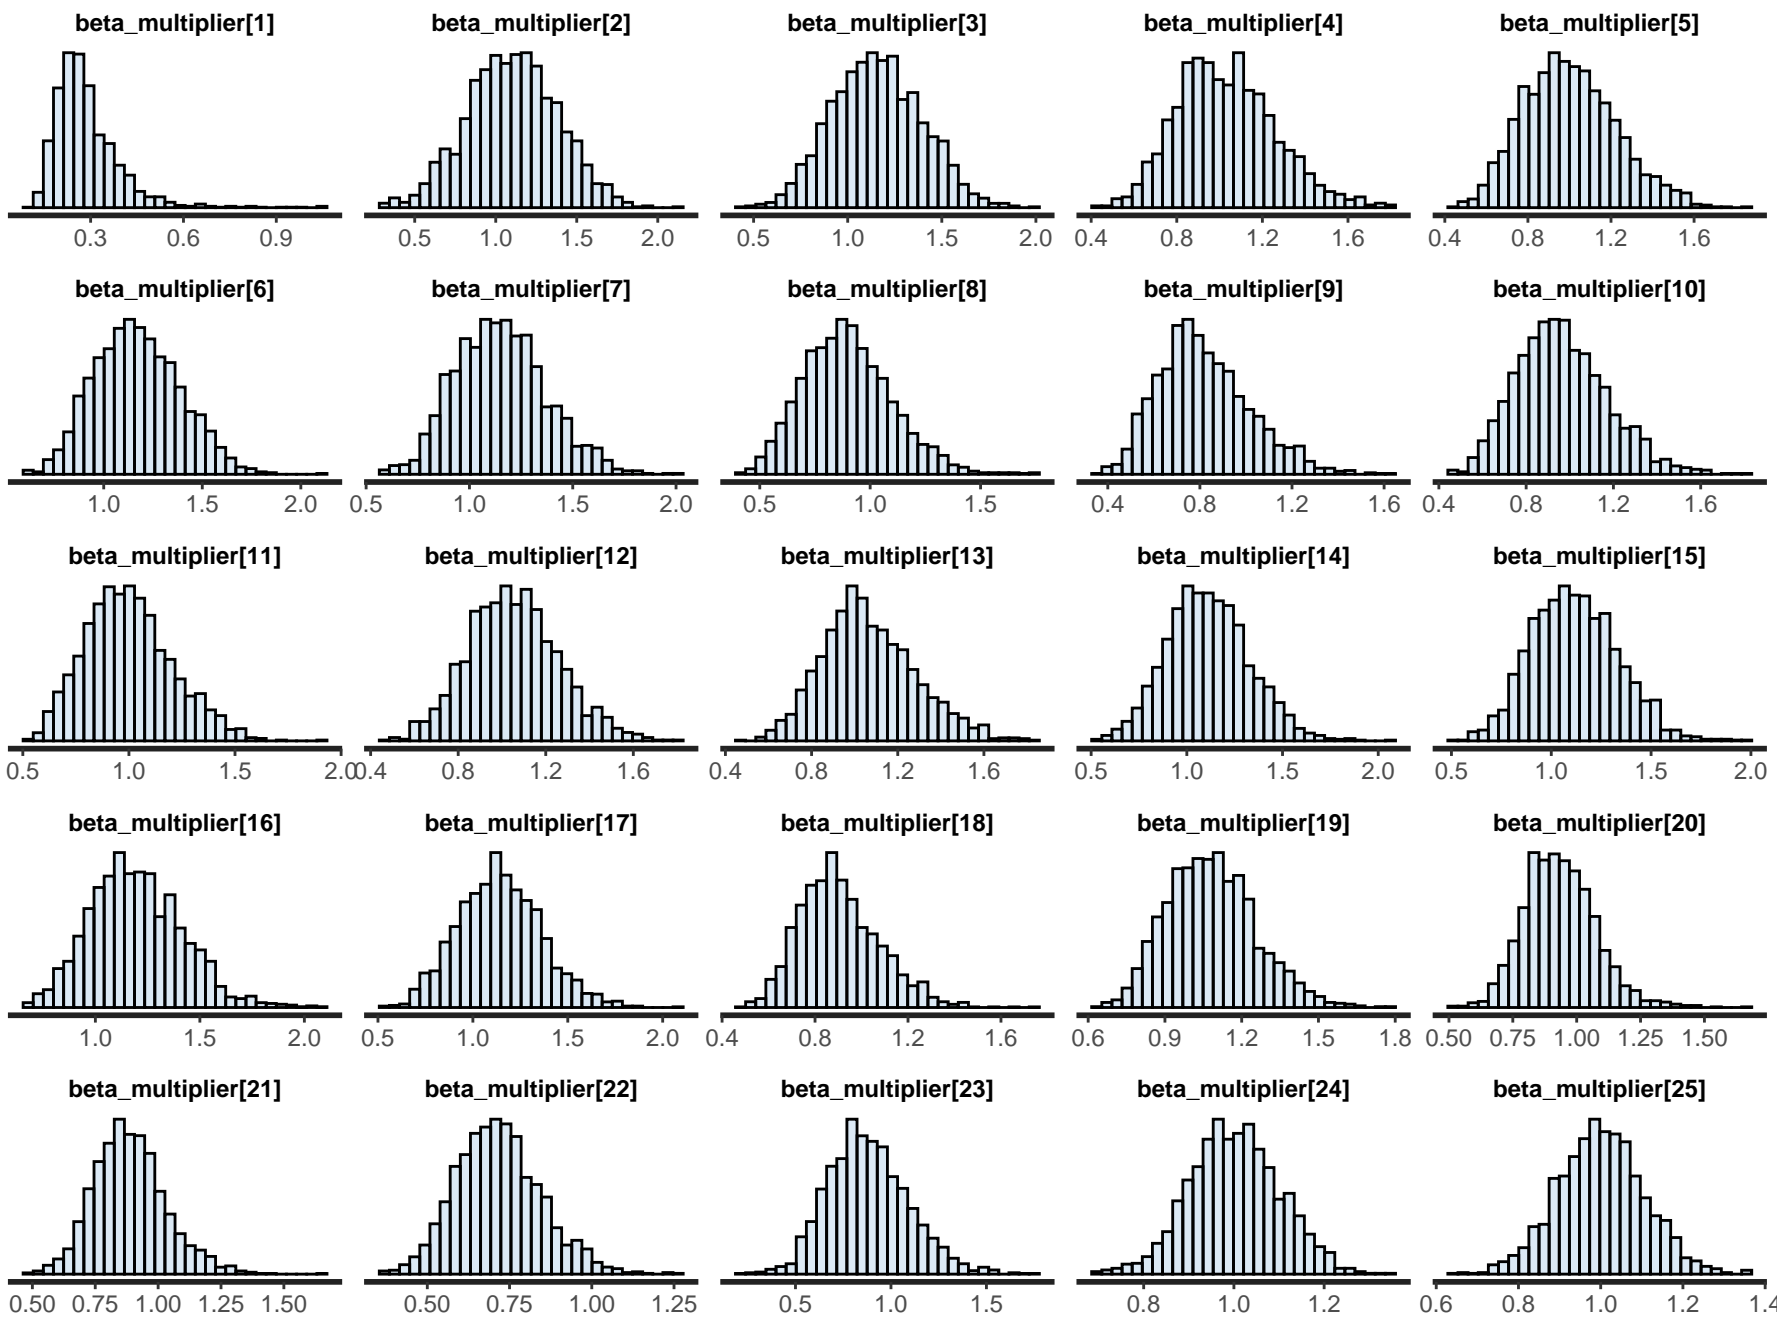 beta_multiplier[1] beta_multiplier[2] beta_multiplier[3] beta_multiplier[4] beta_multiplier[5]
0.3 0.6 0.9 0.5 1.0 1.5 2.0 0.5 1.0 1.5 2.0 0.4 0.8 1.2 1.6 0.4 0.8 1.2 1.6
beta_multiplier[6] beta_multiplier[7] beta_multiplier[8] beta_multiplier[9] beta_multiplier[10]
1.0 1.5 2.0 0.5 1.0 1.5 2.0 0.5 1.0 1.5 0.4 0.8 1.2 1.6 0.4 0.8 1.2 1.6
beta_multiplier[11] beta_multiplier[12] beta_multiplier[13] beta_multiplier[14] beta_multiplier[15]
0.5 1.0 1.5 2.0 0.4 0.8 1.2 1.6 0.4 0.8 1.2 1.6 0.5 1.0 1.5 2.0 0.5 1.0 1.5 2.0
beta_multiplier[16] beta_multiplier[17] beta_multiplier[18] beta_multiplier[19] beta_multiplier[20]
1.0 1.5 2.0 0.5 1.0 1.5 2.0 0.4 0.8 1.2 1.6 0.6 0.9 1.2 1.5 1.8 0.50 0.75 1.00 1.25 1.50
beta_multiplier[21] beta_multiplier[22] beta_multiplier[23] beta_multiplier[24] beta_multiplier[25]
0.50 0.75 1.00 1.25 1.50 0.50 0.75 1.00 1.25 0.5 1.0 1.5 0.8 1.0 1.2 0.6 0.8 1.0 1.2 1.4